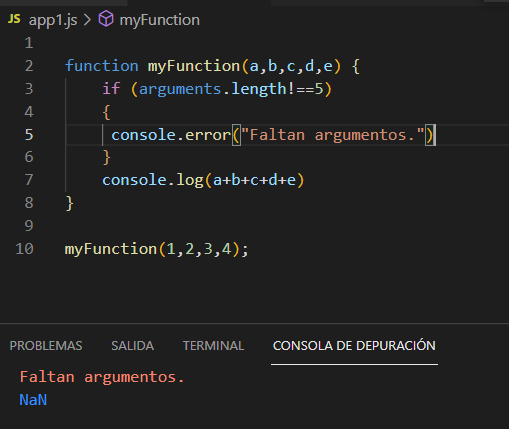 JS app1.js > myFunction
1
2 function myFunction(a,b,c,d,e) {
3 if (arguments.length!==5)
4 {
5 console.error("Faltan argumentos.")
6 }
7 console.log(a+b+c+d+e)
8 }
9
10 myFunction(1,2,3,4);
PROBLEMAS SALIDA TERMINAL CONSOLA DE DEPURACIÓN
Faltan argumentos.
NaN